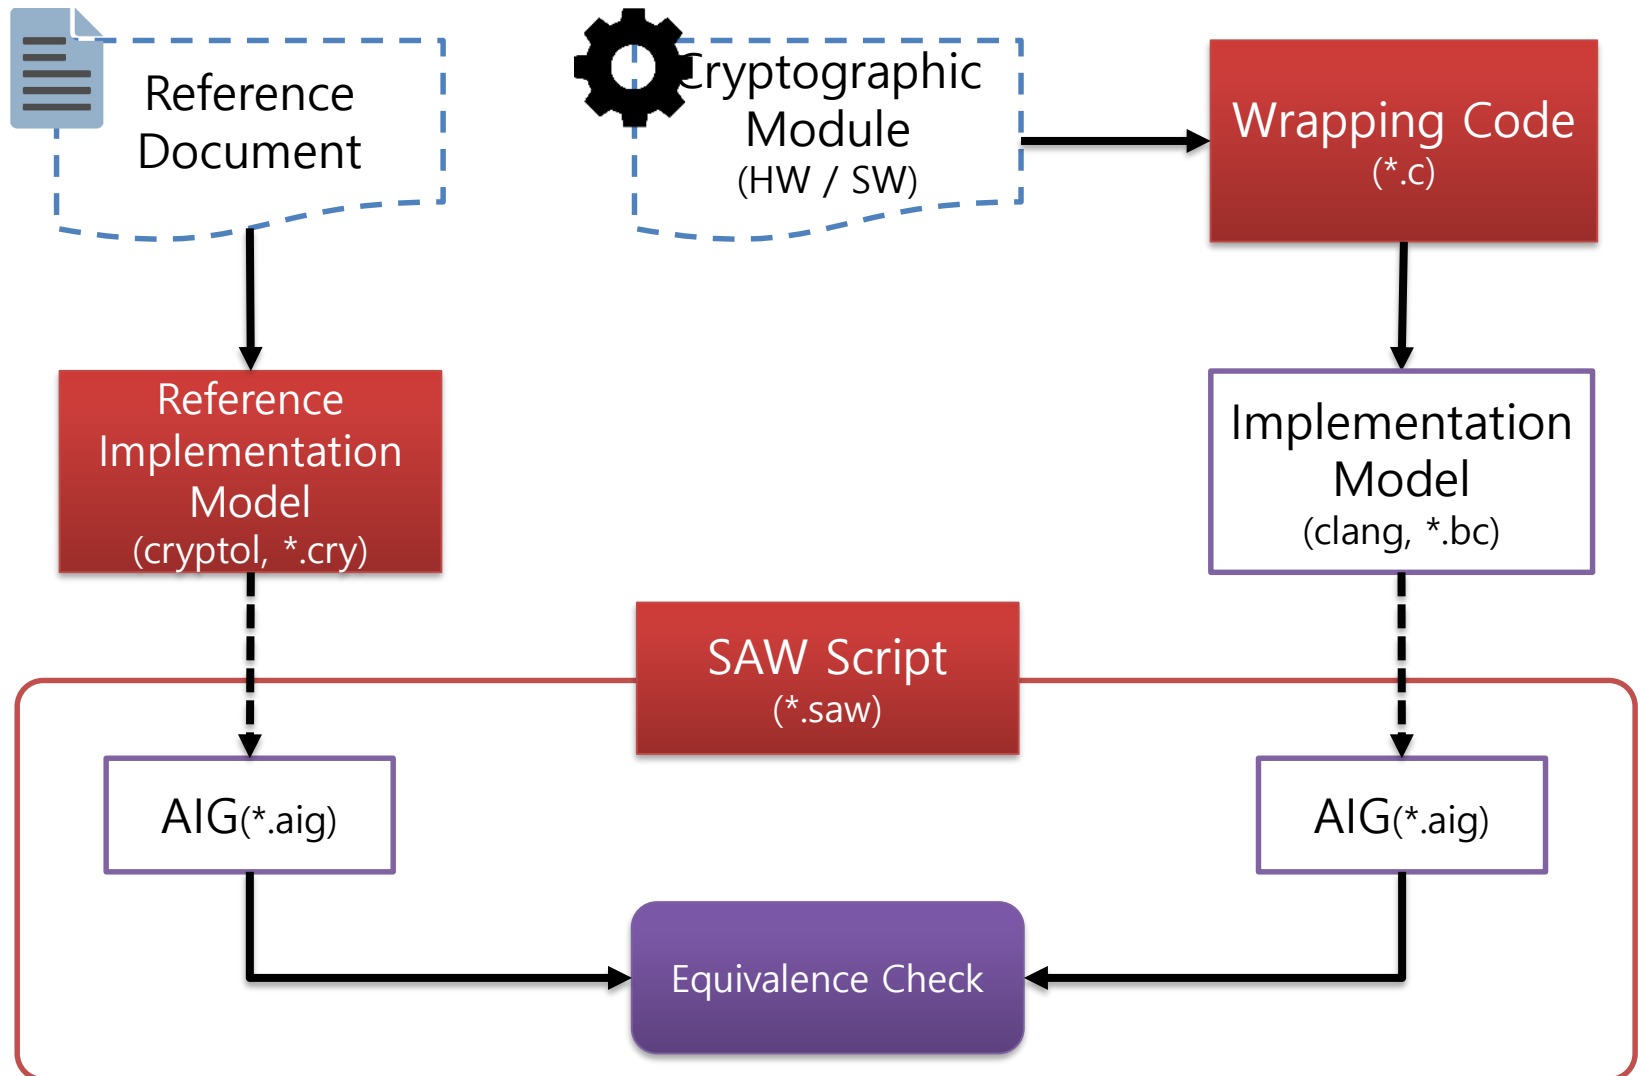 Reference
Document
Cryptographic
Module
(HW / SW)
Wrapping Code
(*.c)
Reference
Implementation
Model
(cryptol, *.cry)
Implementation
Model
(clang, *.bc)
SAW Script
(*.saw)
AIG(*.aig)
AIG(*.aig)
Equivalence Check